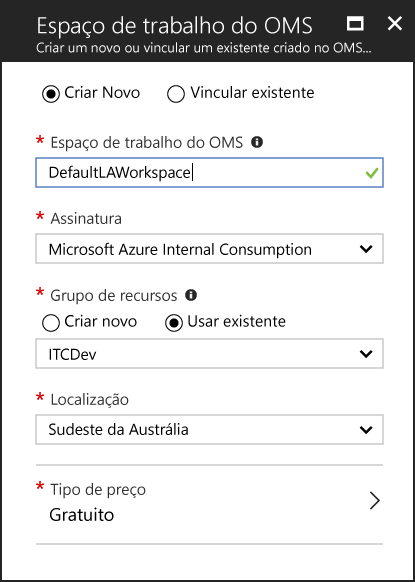 Espaço de trabalho do OMS
Criar um novo ou vincular um existente criado no OMS...
Criar Novo Vincular existente
* Espaço de trabalho do OMS
DefaultLAWorkspace
* Assinatura
Microsoft Azure Internal Consumption
* Grupo de recursos
Criar novo Usar existente
ITCDev
* Localização
Sudeste da Austrália
* Tipo de preço
Gratuito